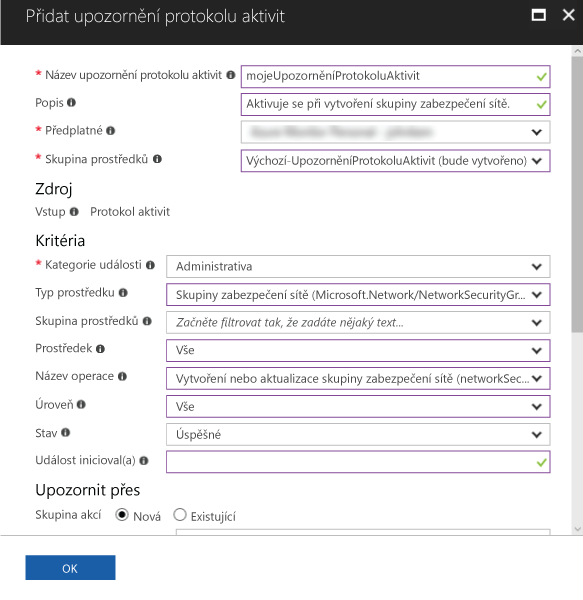 Přidat upozornění protokolu aktivit
* Název upozornění protokolu aktivit mojeUpozorněníProtokoluAktivit
Popis Aktivuje se při vytvoření skupiny zabezpečení sítě.
* Předplatné
* Skupina prostředků Výchozí-UpozorněníProtokoluAktivit (bude vytvořeno)
Zdroj
Vstup Protokol aktivit
Kritéria
* Kategorie události Administrativa
Typ prostředku Skupiny zabezpečení sítě (Microsoft.Network/NetworkSecurityGr...
Skupina prostředků Začněte filtrovat tak, že zadáte nějaký text...
Prostředek Vše
Název operace Vytvoření nebo aktualizace skupiny zabezpečení sítě (networkSec...
Úroveň Vše
Stav Úspěšné
Událost inicioval(a)
Upozornit přes
Skupina akcí Nová Existující
OK